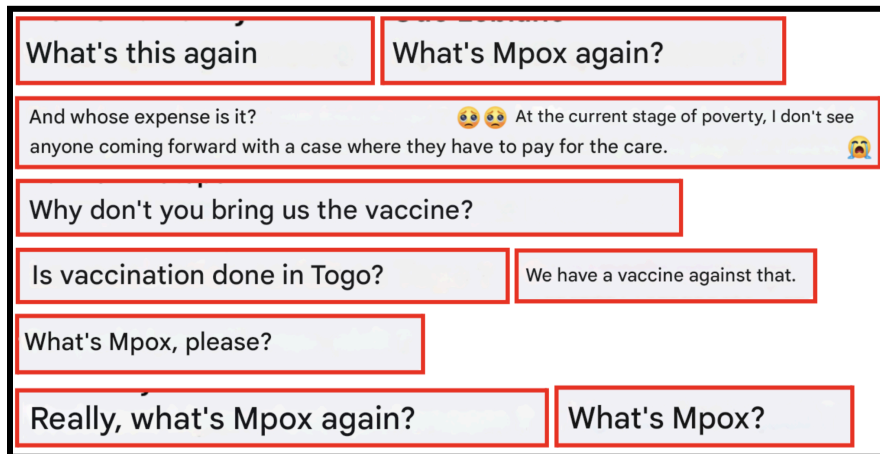 What's this again
What's Mpox again?
And whose expense is it? 🥺🥺 At the current stage of poverty, I don't see
anyone coming forward with a case where they have to pay for the care. 😭
Why don't you bring us the vaccine?
Is vaccination done in Togo?
We have a vaccine against that.
What's Mpox, please?
Really, what's Mpox again?
What's Mpox?